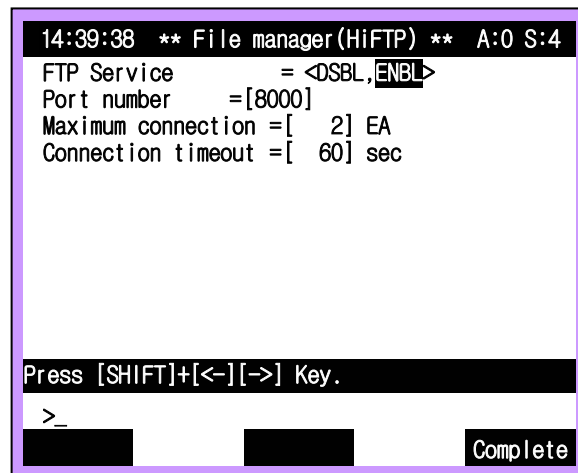 14:39:38 ** File manager(HiFTP) ** A:0 S:4
FTP Service = <DSBL,ENBL>
Port number =[8000]
Maximum connection =[ 2] EA
Connection timeout =[ 60] sec
Press [SHIFT]+[<-][->] Key.
>_
Complete